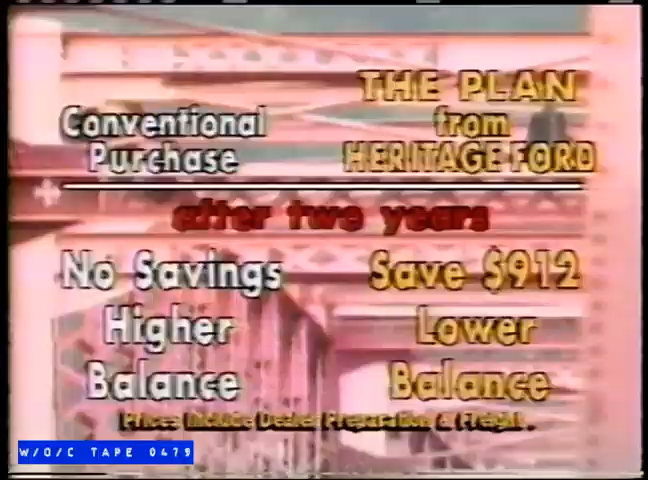 Conventional
Purchase
THE PLAN
from
HERITAGE FORD
after two years
No Savings
Save $912
Higher
Balance
Lower
Balance
Prices Include Dealer Preparation & Freight.
W/O/C TAPE 0479